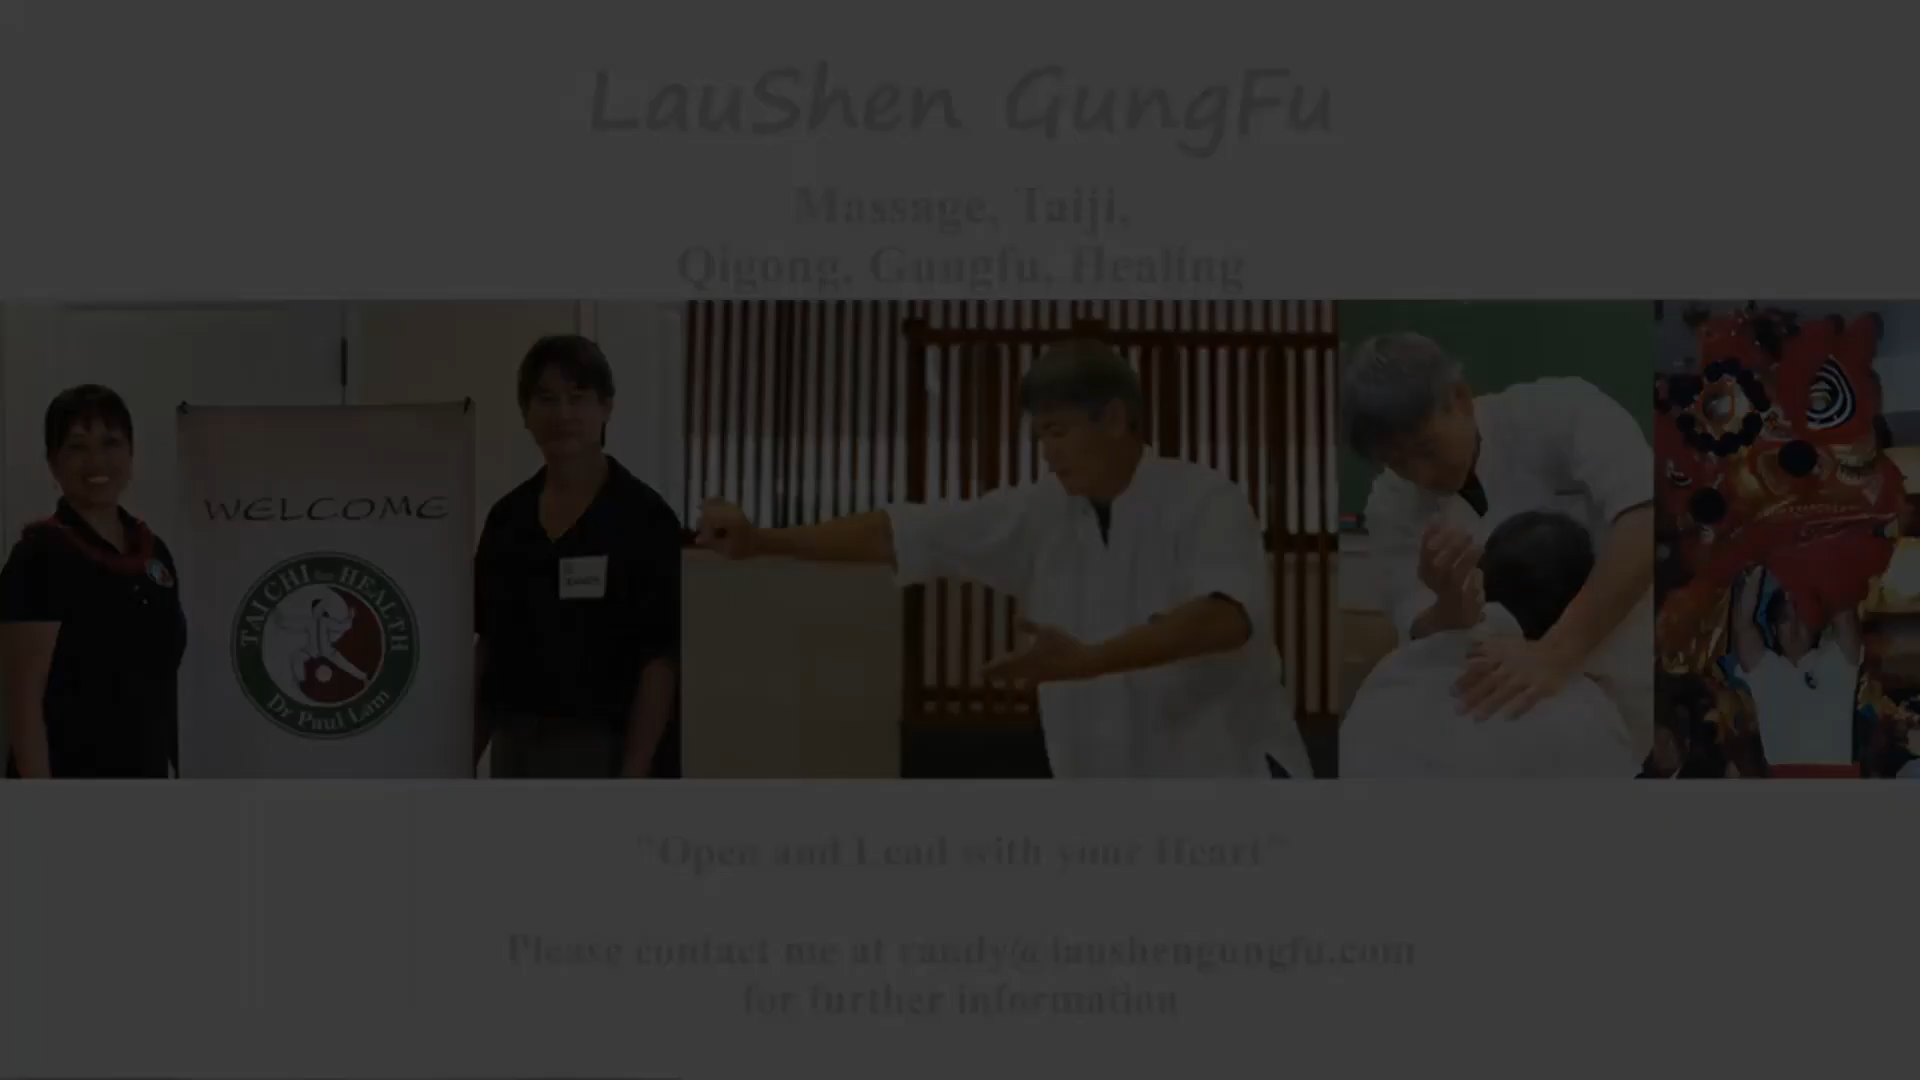 LauShen GungFu
Massage, Taiji,
Qigong, Gungfu, Healing
WELCOME
TAI CHI for HEALTH
Dr Paul Lam
"Open and Lead with your Heart"
Please contact me at randy@laushengungfu.com
for further information